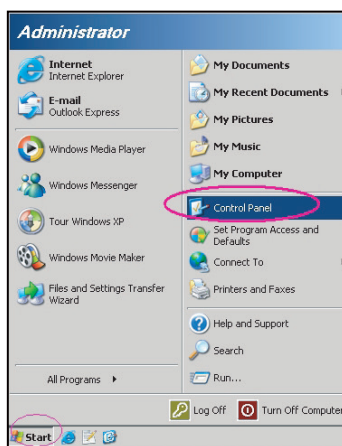 Administrator
Internet
Internet Explorer
E-mail
Outlook Express
Windows Media Player
Windows Messenger
Tour Windows XP
Windows Movie Maker
Files and Settings Transfer
Wizard
All Programs
My Documents
My Recent Documents
My Pictures
My Music
My Computer
Control Panel
Set Program Access and
Defaults
Connect To
Printers and Faxes
Help and Support
Search
Run...
Log Off
Turn Off Computer
Start